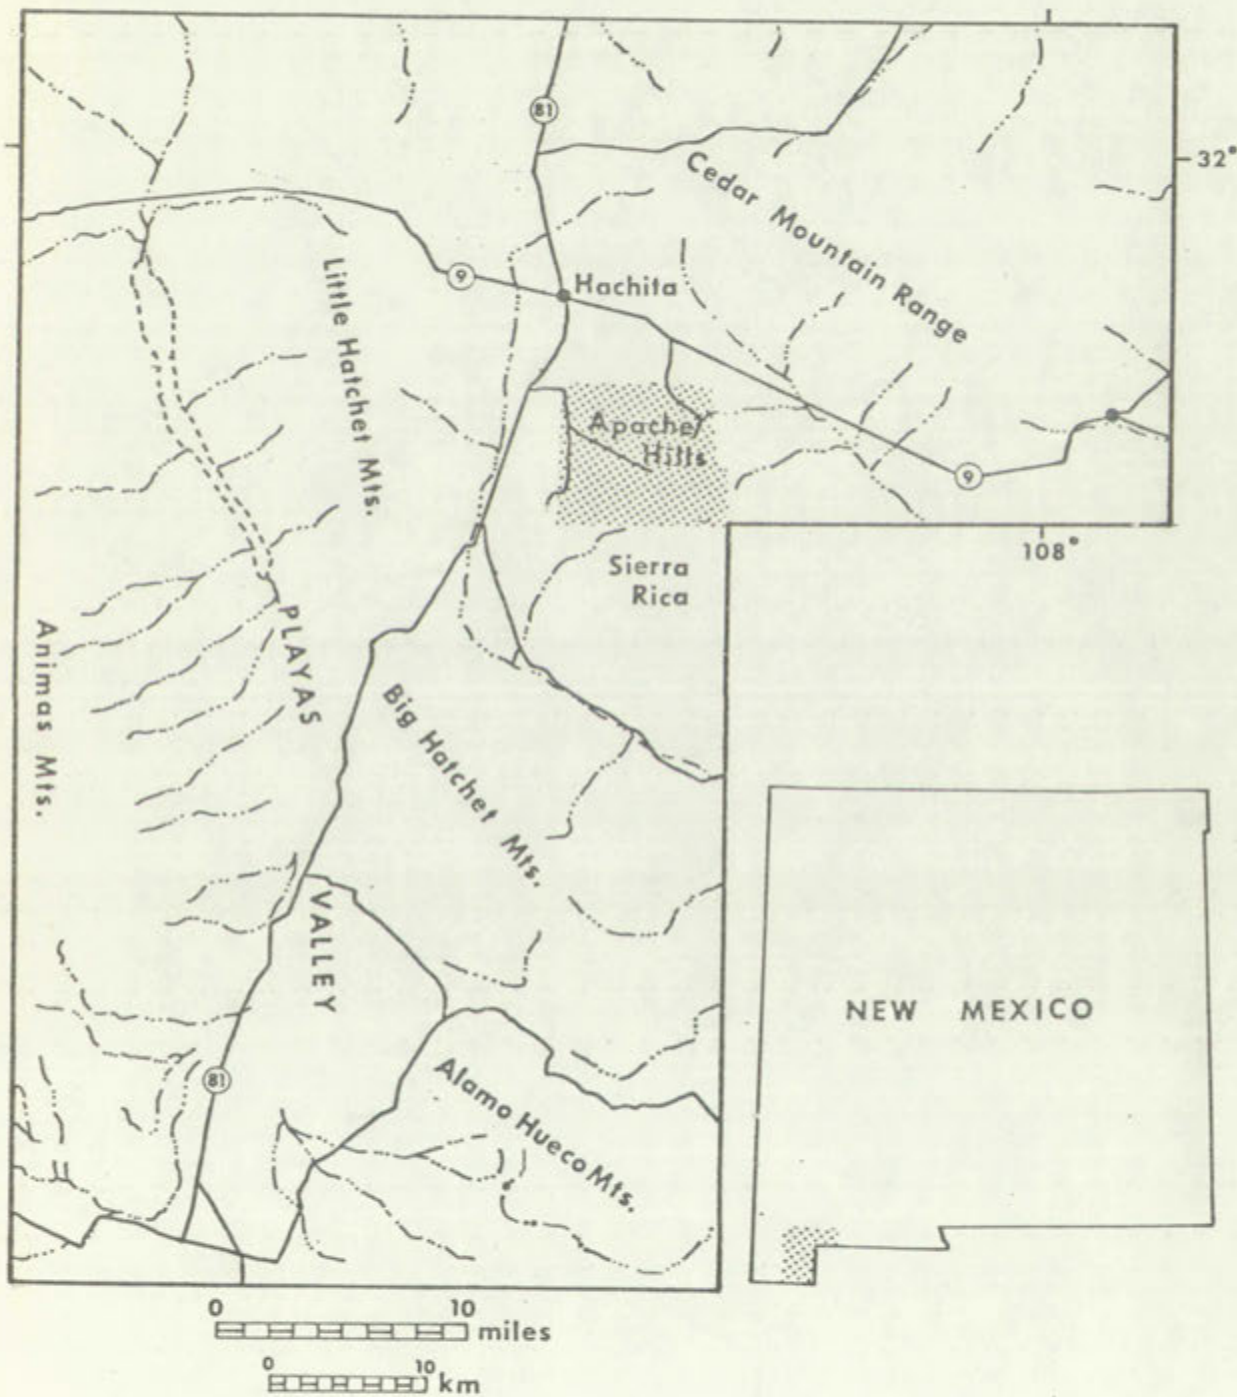 81
32°
Cedar Mountain Range
Little Hatchet Mts.
9
Hachita
Apache
Hills
9
108°
Sierra
Rica
Animas Mts.
PLAYAS
Big Hatchet Mts.
VALLEY
NEW MEXICO
81
Alamo Hueco Mts.
0 10
miles
0 10
km